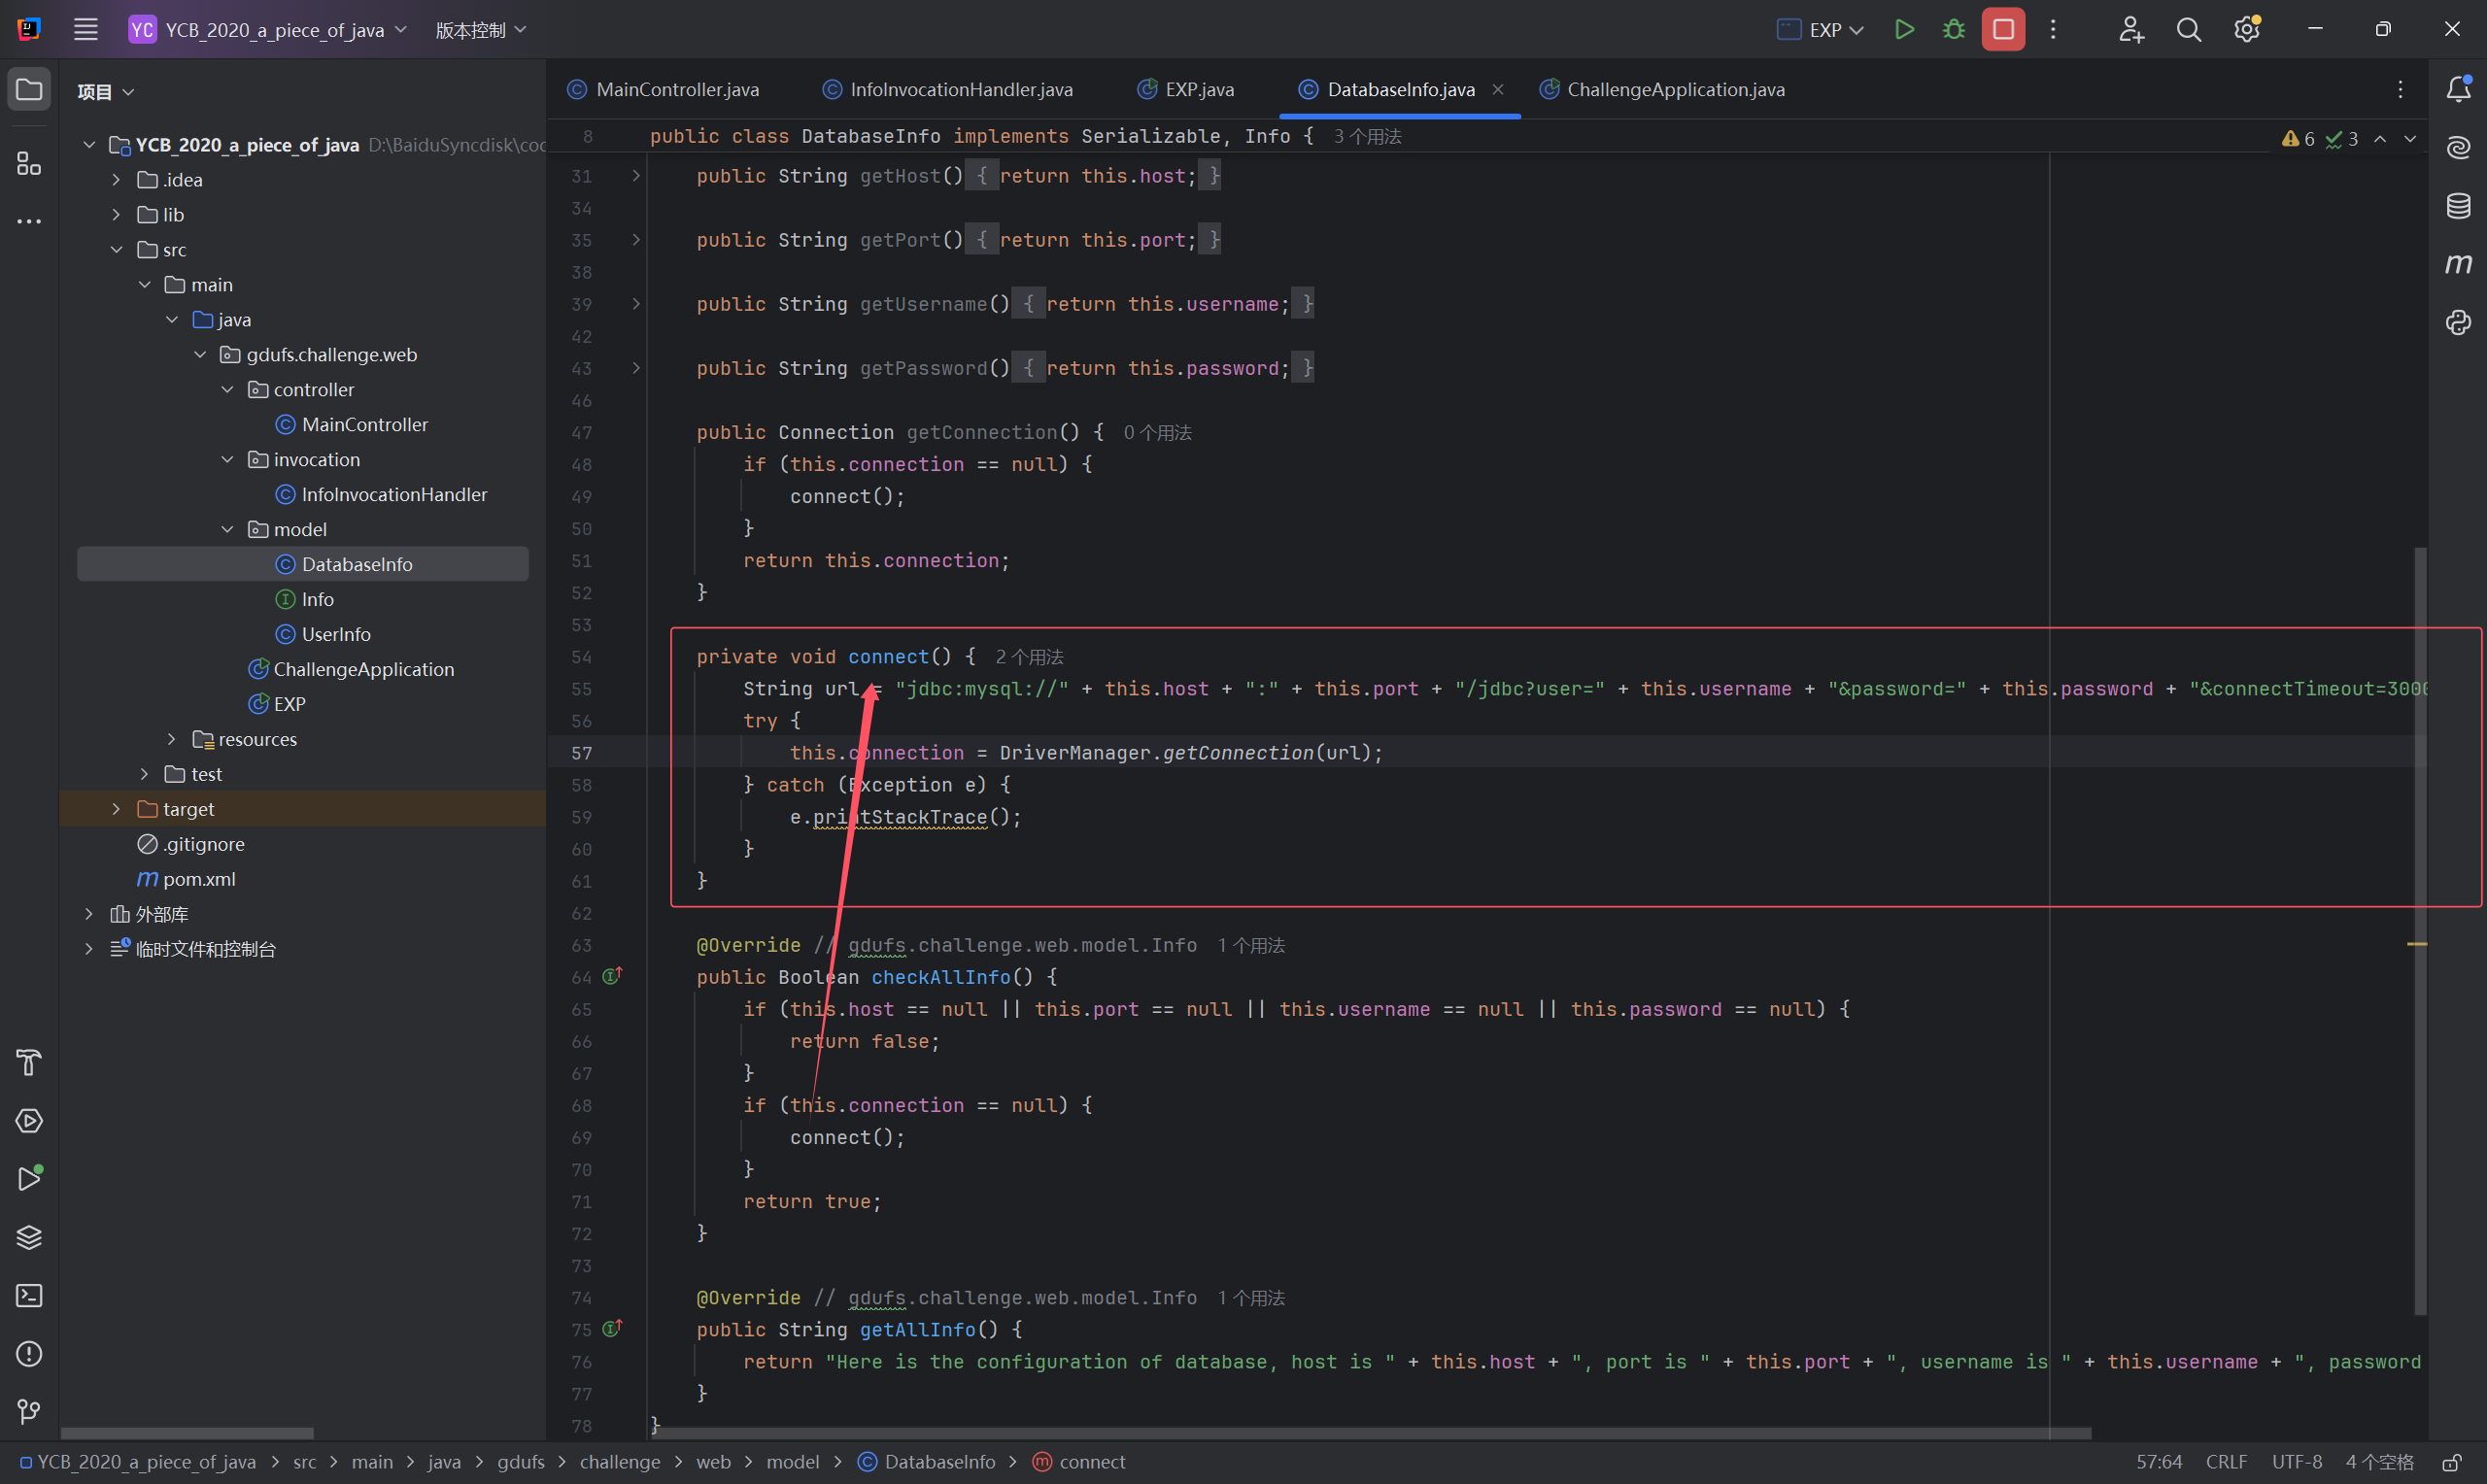 YC YCB_2020_a_piece_of_java 版本控制 EXP
项目
YCB_2020_a_piece_of_java D:\BaiduSyncdisk\coc
.idea
lib
src
main
java
gdufs.challenge.web
controller
MainController
invocation
InfoInvocationHandler
model
DatabaseInfo
Info
UserInfo
ChallengeApplication
EXP
resources
test
target
.gitignore
pom.xml
外部库
临时文件和控制台
MainController.java InfoInvocationHandler.java EXP.java DatabaseInfo.java ChallengeApplication.java
8 public class DatabaseInfo implements Serializable, Info { 3 个用法
6 3
31 public String getHost() { return this.host; }
34
35 public String getPort() { return this.port; }
38
39 public String getUsername() { return this.username; }
42
43 public String getPassword() { return this.password; }
46
47 public Connection getConnection() { 0 个用法
48 if (this.connection == null) {
49 connect();
50 }
51 return this.connection;
52 }
53
54 private void connect() { 2 个用法
55 String url = "jdbc:mysql://" + this.host + ":" + this.port + "/jdbc?user=" + this.username + "&password=" + this.password + "&connectTimeout=3000
56 try {
57 this.connection = DriverManager.getConnection(url);
58 } catch (Exception e) {
59 e.printStackTrace();
60 }
61 }
62
63 @Override // gdufs.challenge.web.model.Info 1 个用法
64 public Boolean checkAllInfo() {
65 if (this.host == null || this.port == null || this.username == null || this.password == null) {
66 return false;
67 }
68 if (this.connection == null) {
69 connect();
70 }
71 return true;
72 }
73
74 @Override // gdufs.challenge.web.model.Info 1 个用法
75 public String getAllInfo() {
76 return "Here is the configuration of database, host is " + this.host + ", port is " + this.port + ", username is " + this.username + ", password
77 }
78 }
YCB_2020_a_piece_of_java > src > main > java > gdufs > challenge > web > model > DatabaseInfo > connect
57:64 CRLF UTF-8 4 个空格